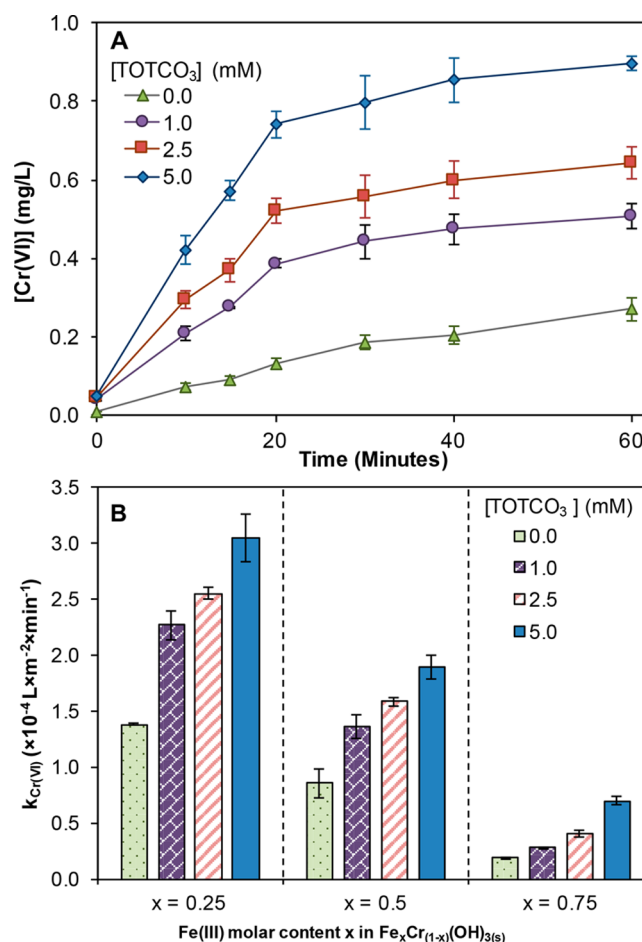 A
[TOTCO₃] (mM)
0.0
1.0
2.5
5.0
1.0
0.8
0.6
0.4
0.2
0.0
[Cr(VI)] (mg/L)
0
20
40
60
Time (Minutes)
B
[TOTCO₃ ] (mM)
0.0
1.0
2.5
5.0
3.5
3.0
2.5
2.0
1.5
1.0
0.5
0.0
k_Cr(VI) (×10⁻⁴ L×m⁻²×min⁻¹)
x = 0.25
x = 0.5
x = 0.75
Fe(III) molar content x in FeₓCr₍₁₋ₓ₎(OH)₃₍ₛ₎